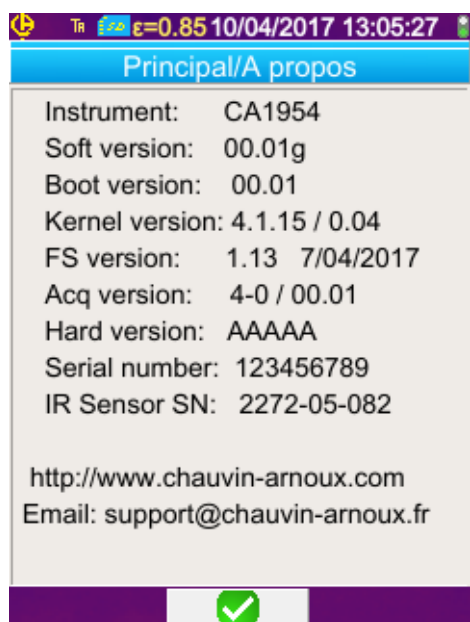 TR SD ε=0.85 10/04/2017 13:05:27
Principal/A propos
Instrument: CA1954
Soft version: 00.01g
Boot version: 00.01
Kernel version: 4.1.15 / 0.04
FS version: 1.13 7/04/2017
Acq version: 4-0 / 00.01
Hard version: AAAAA
Serial number: 123456789
IR Sensor SN: 2272-05-082
http://www.chauvin-arnoux.com
Email: support@chauvin-arnoux.fr